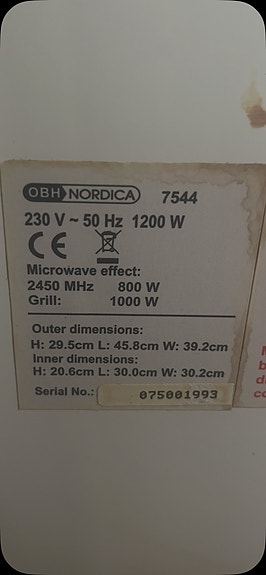 OBH NORDICA 7544
230 V ~ 50 Hz 1200 W
CE
Microwave effect:
2450 MHz 800 W
Grill: 1000 W
Outer dimensions:
H: 29.5cm L: 45.8cm W: 39.2cm
Inner dimensions:
H: 20.6cm L: 30.0cm W: 30.2cm
Serial No.: 075001993